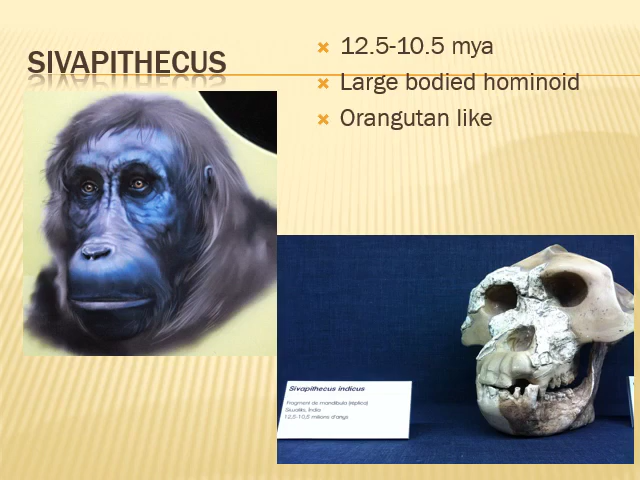 SIVAPITHECUS
12.5-10.5 mya
Large bodied hominoid
Orangutan like
Sivapithecus indicus
Fragment de mandíbula (rèplica)
Siwaliks, Índia
12,5-10,5 milions d'anys